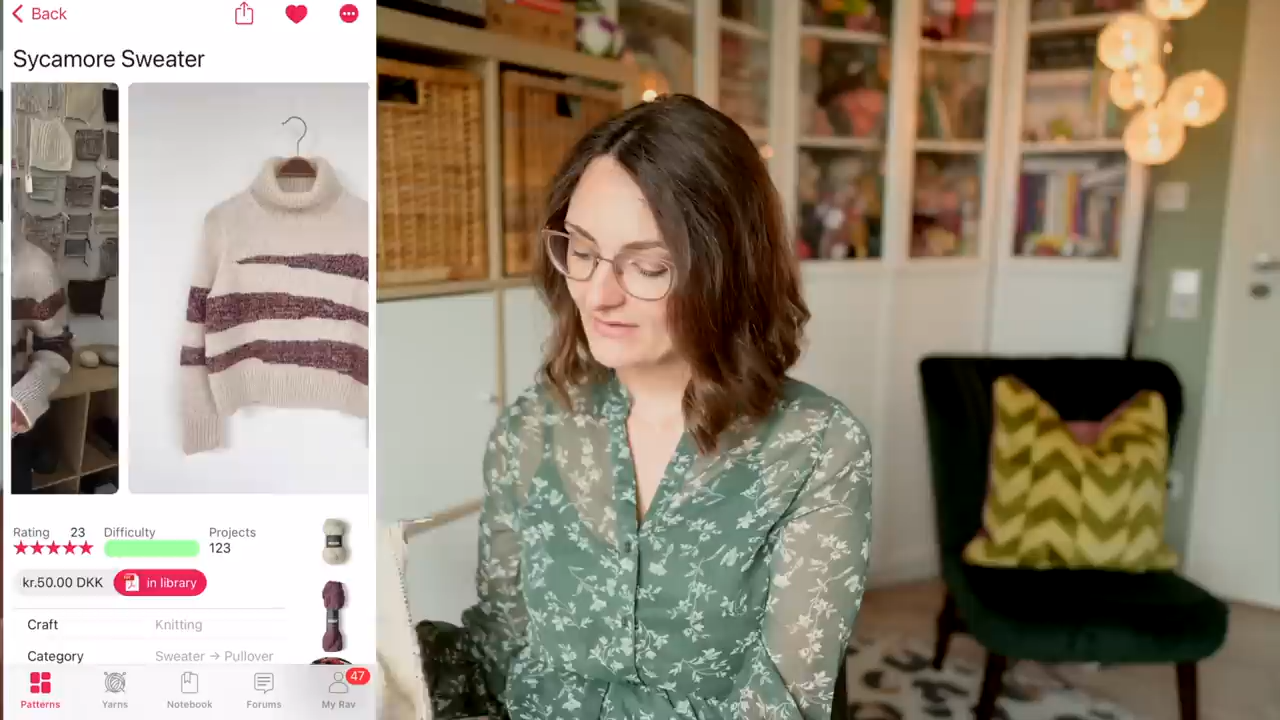 Back
Sycamore Sweater
Rating 23 Difficulty Projects
123
kr.50.00 DKK in library
Craft Knitting
Category Sweater → Pullover
47
Patterns Yarns Notebook Forums My Rav